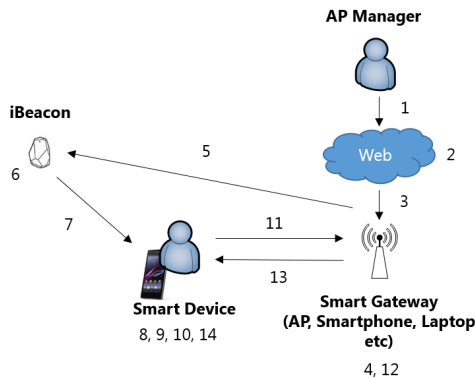 AP Manager
1
iBeacon
5
Web
2
6
3
7
11
13
Smart Device
8, 9, 10, 14
Smart Gateway
(AP, Smartphone, Laptop
etc)
4, 12